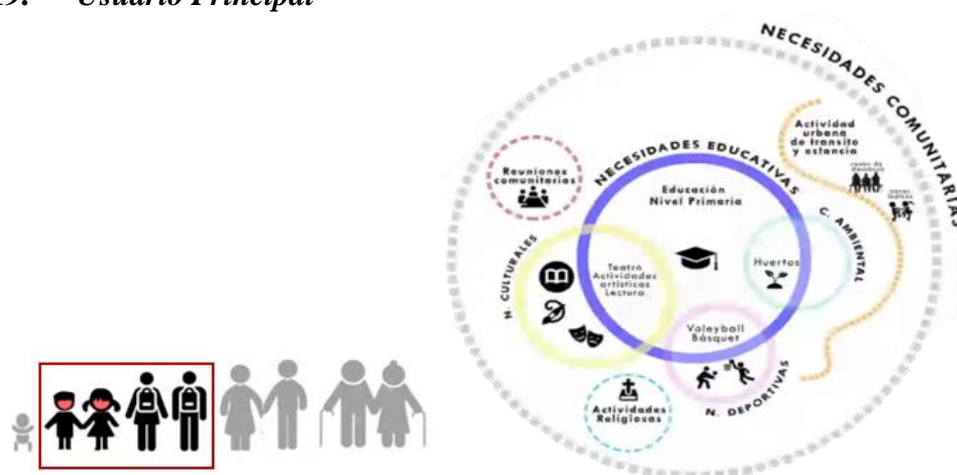 Usuario Principal
NECESIDADES COMUNITARIAS
Actividad
urbana
de transito
y estancia
NECESIDADES EDUCATIVAS
Reuniones
comunitarias
Educación
Nivel Primaria
C. AMBIENTAL
Huertos
N. CULTURALES
Teatro
Actividades
artísticas
Lectura
Voleyball
Básquet
N. DEPORTIVAS
Actividades
Religiosas